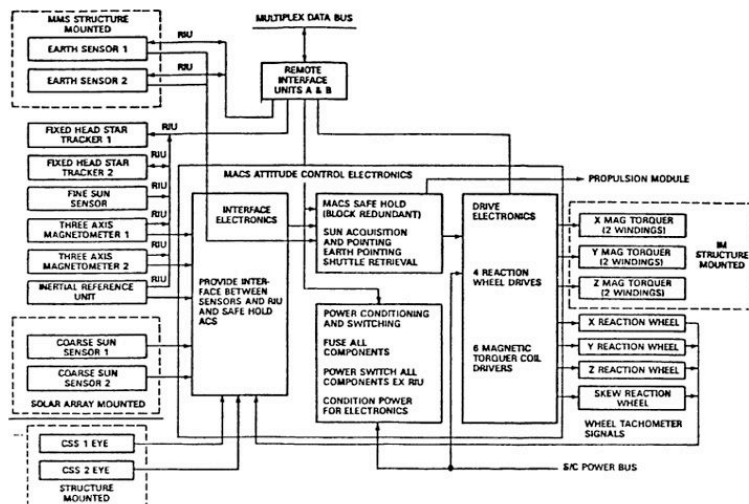 MMS STRUCTURE
MOUNTED
EARTH SENSOR 1
EARTH SENSOR 2
RIU
RIU
MULTIPLEX DATA BUS
REMOTE
INTERFACE
UNITS A & B
FIXED HEAD STAR
TRACKER 1
FIXED HEAD STAR
TRACKER 2
FINE SUN
SENSOR
THREE AXIS
MAGNETOMETER 1
THREE AXIS
MAGNETOMETER 2
INERTIAL REFERENCE
UNIT
RIU
RIU
RIU
RIU
RIU
RIU
COARSE SUN
SENSOR 1
COARSE SUN
SENSOR 2
SOLAR ARRAY MOUNTED
CSS 1 EYE
CSS 2 EYE
STRUCTURE
MOUNTED
MACS ATTITUDE CONTROL ELECTRONICS
INTERFACE
ELECTRONICS
PROVIDE INTER-
FACE BETWEEN
SENSORS AND RIU
AND SAFE HOLD
ACS
MACS SAFE HOLD
(BLOCK REDUNDANT)
SUN ACQUISITION
AND POINTING
EARTH POINTING
SHUTTLE RETRIEVAL
POWER CONDITIONING
AND SWITCHING
FUSE ALL
COMPONENTS
POWER SWITCH ALL
COMPONENTS EX RIU
CONDITION POWER
FOR ELECTRONICS
DRIVE
ELECTRONICS
4 REACTION
WHEEL DRIVES
6 MAGNETIC
TORQUER COIL
DRIVERS
PROPULSION MODULE
X MAG TORQUER
(2 WINDINGS)
Y MAG TORQUER
(2 WINDINGS)
Z MAG TORQUER
(2 WINDINGS)
IM
STRUCTURE
MOUNTED
X REACTION WHEEL
Y REACTION WHEEL
Z REACTION WHEEL
SKEW REACTION
WHEEL
WHEEL TACHOMETER
SIGNALS
S/C POWER BUS